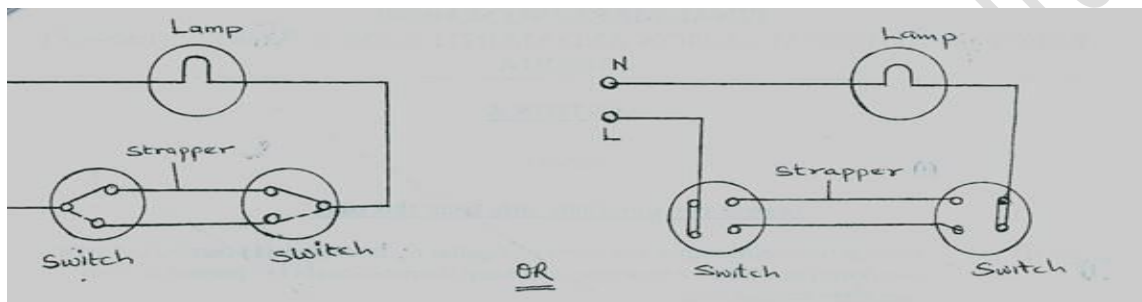 Lamp
Strapper
Switch
Switch
OR
Lamp
N
L
Strapper
Switch
Switch